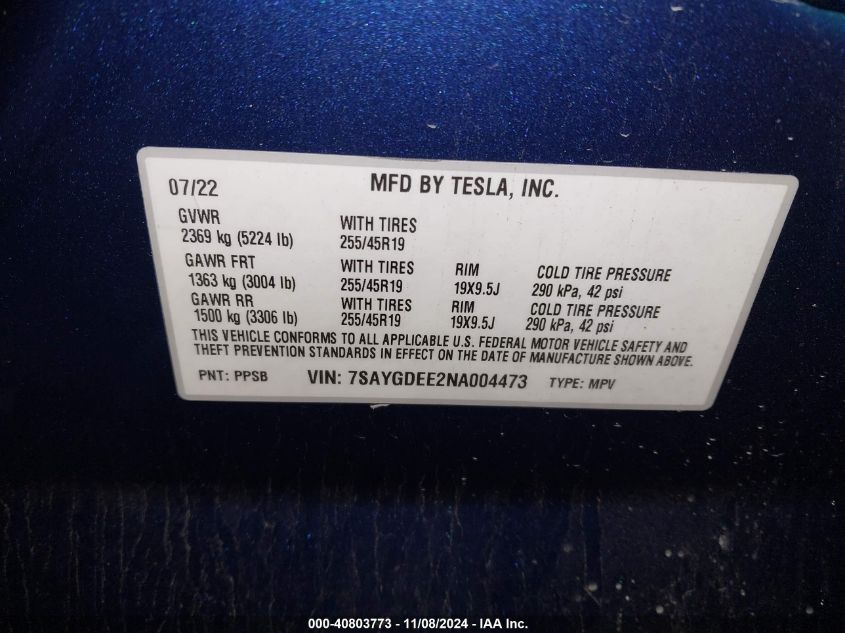 07/22 MFD BY TESLA, INC.
GVWR
2369 kg (5224 lb) WITH TIRES 255/45R19
GAWR FRT
1363 kg (3004 lb) WITH TIRES 255/45R19 RIM 19X9.5J COLD TIRE PRESSURE 290 kPa, 42 psi
GAWR RR
1500 kg (3306 lb) WITH TIRES 255/45R19 RIM 19X9.5J COLD TIRE PRESSURE 290 kPa, 42 psi
THIS VEHICLE CONFORMS TO ALL APPLICABLE U.S. FEDERAL MOTOR VEHICLE SAFETY AND
THEFT PREVENTION STANDARDS IN EFFECT ON THE DATE OF MANUFACTURE SHOWN ABOVE.
PNT: PPSB VIN: 7SAYGDEE2NA004473 TYPE: MPV
000-40803773 - 11/08/2024 - IAA Inc.